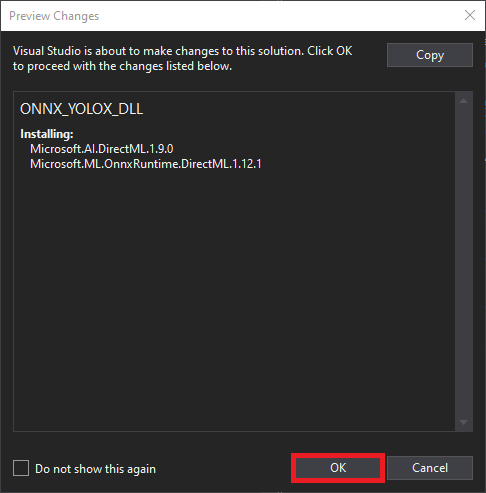 Preview Changes
Visual Studio is about to make changes to this solution. Click OK
to proceed with the changes listed below.
Copy
ONNX_YOLOX_DLL
Installing:
Microsoft.AI.DirectML.1.9.0
Microsoft.ML.OnnxRuntime.DirectML.1.12.1
Do not show this again
OK
Cancel